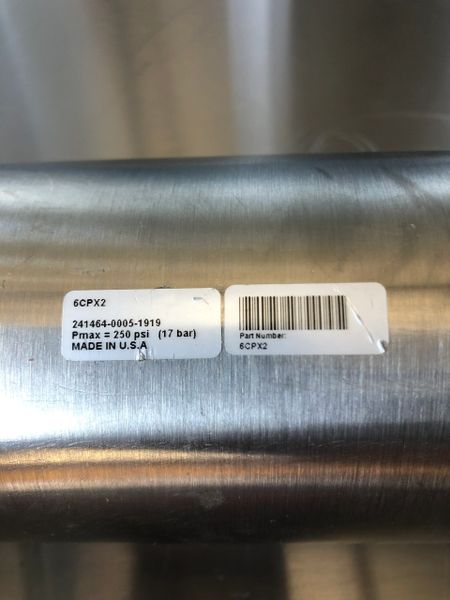 6CPX2
241464-0005-1919
Pmax = 250 psi (17 bar)
MADE IN U.S.A
Part Number:
6CPX2